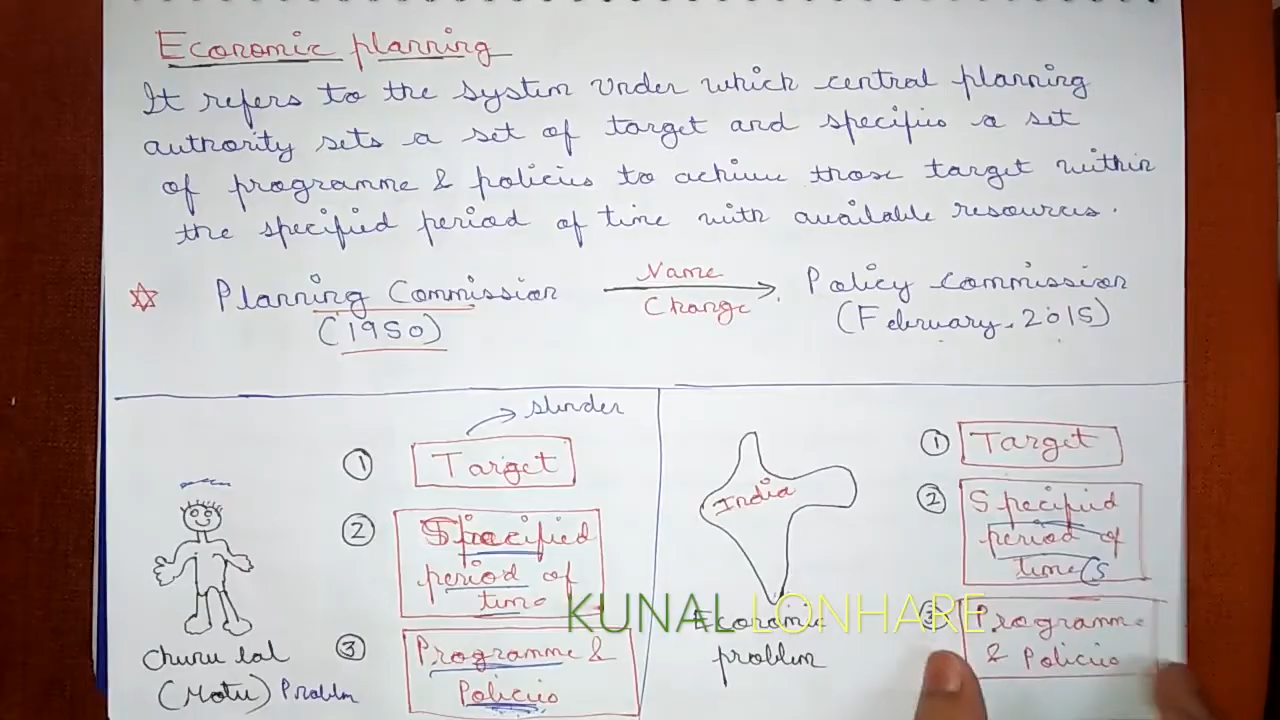 Economic planning
It refers to the system under which central planning
authority sets a set of target and specifies a set
of programme & policies to achieve those target within
the specified period of time with available resources.
Planning Commission
(1950)
Name
Change
Policy Commission
(February, 2015)
slender
① Target
② Specified
period of
time
③ Programme &
Policies
Churu lal
(Motu) Problem
India
Economic
problem
① Target
② Specified
period of
time (5
③ Programme
& Policies
KUNAL LONHARE